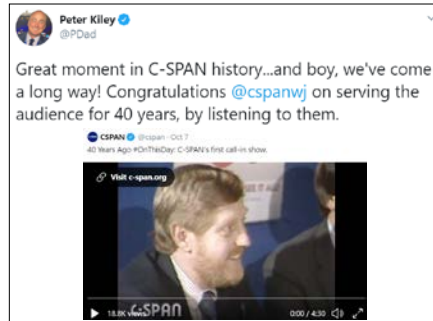 Peter Kiley
@PDad
Great moment in C-SPAN history...and boy, we've come
a long way! Congratulations @cspanwj on serving the
audience for 40 years, by listening to them.
CSPAN @cspan · Oct 7
40 Years Ago #OnThisDay: C-SPAN's first call-in show.
Visit c-span.org
C-SPAN
18.8K views
0:00 / 4:30